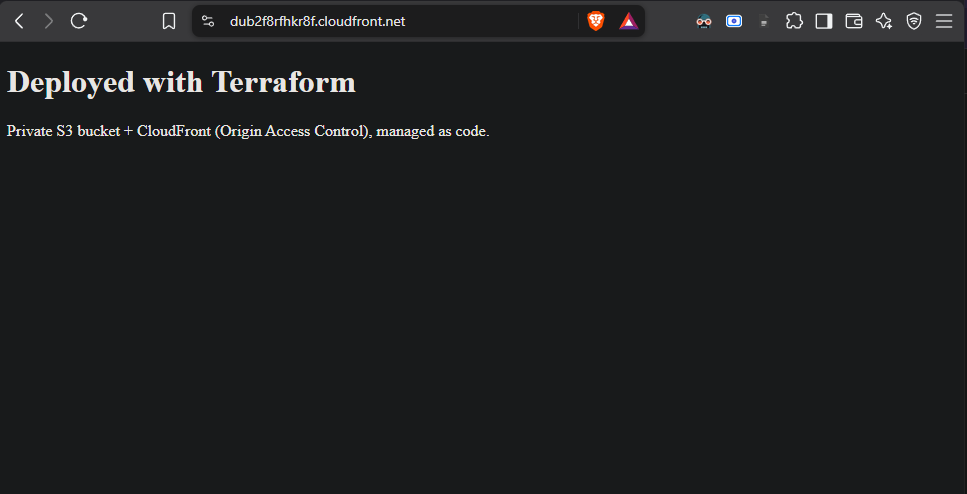 dub2f8rfhkr8f.cloudfront.net
Deployed with Terraform
Private S3 bucket + CloudFront (Origin Access Control), managed as code.